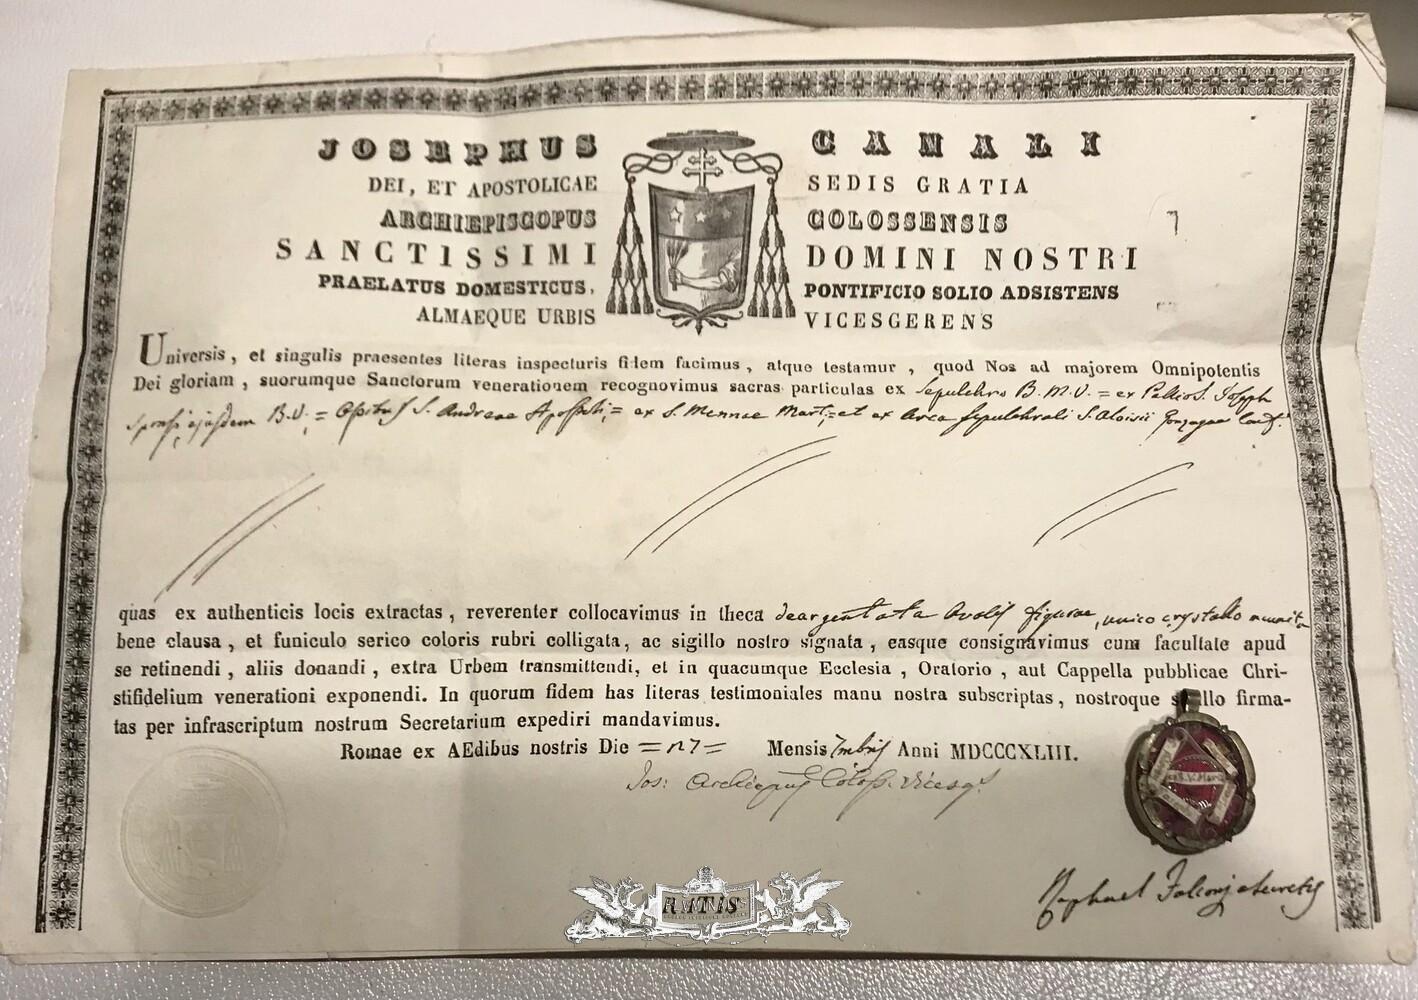 JOSEPHUS CANALI
DEI, ET APOSTOLICAE SEDIS GRATIA
ARCHIEPISCOPUS COLOSSENSIS
SANCTISSIMI DOMINI NOSTRI
PRAELATUS DOMESTICUS, PONTIFICIO SOLIO ADSISTENS
ALMAEQUE URBIS VICESGERENS
Universis, et singulis praesentes literas inspecturis fidem facimus, atque testamur, quod Nos ad majorem Omnipotentis
Dei gloriam, suorumque Sanctorum venerationem recognovimus sacras particulas ex Sepulchro B.M.V. = ex Pallio S. Joseph
Sponsi ejusdem B.V. = Ossibus S. Andreae Apostoli = ex S. Mennae Mart. = et ex Arca sepulchrali S. Aloisii Gonzagae Conf.
quas ex authenticis locis extractas, reverenter collocavimus in theca deargentata ovalis figurae, unico crystallo munita
bene clausa, et funiculo serico coloris rubri colligata, ac sigillo nostro signata, easque consignavimus cum facultate apud
se retinendi, aliis donandi, extra Urbem transmittendi, et in quacumque Ecclesia, Oratorio, aut Cappella pubblicae Chri-
stifidelium venerationi exponendi. In quorum fidem has literas testimoniales manu nostra subscriptas, nostroque sigillo firma-
tas per infrascriptum nostrum Secretarium expediri mandavimus.
Romae ex AEdibus nostris Die Mensis 7mbris Anni MDCCCXLIII.
Jos: Archiepus Coloss. Vicesgs
Raphael Secrets
RATIS